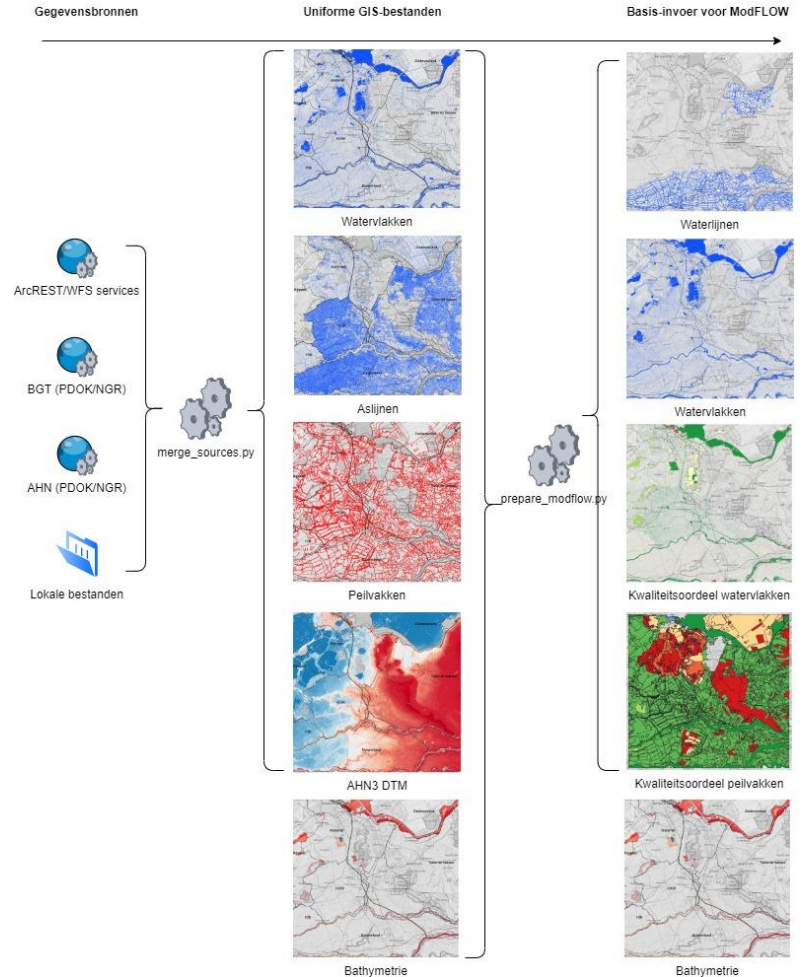 Gegevensbronnen
Uniforme GIS-bestanden
Basis-invoer voor ModFLOW
ArcREST/WFS services
BGT (PDOK/NGR)
AHN (PDOK/NGR)
Lokale bestanden
merge_sources.py
Watervlakken
Aslijnen
Peilvakken
AHN3 DTM
Bathymetrie
prepare_modflow.py
Waterlijnen
Watervlakken
Kwaliteitsoordeel watervlakken
Kwaliteitsoordeel peilvakken
Bathymetrie